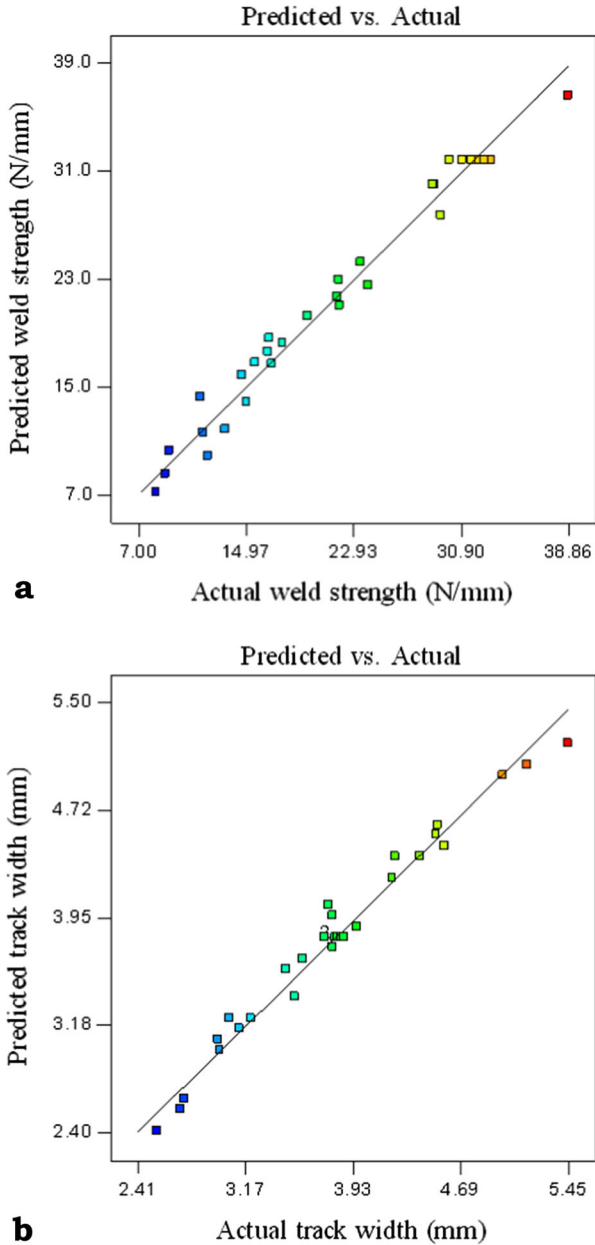 Predicted vs. Actual
Predicted weld strength (N/mm)
39.0
31.0
23.0
15.0
7.0
7.00 14.97 22.93 30.90 38.86
a
Actual weld strength (N/mm)
Predicted vs. Actual
Predicted track width (mm)
5.50
4.72
3.95
3.18
2.40
2.41 3.17 3.93 4.69 5.45
b
Actual track width (mm)